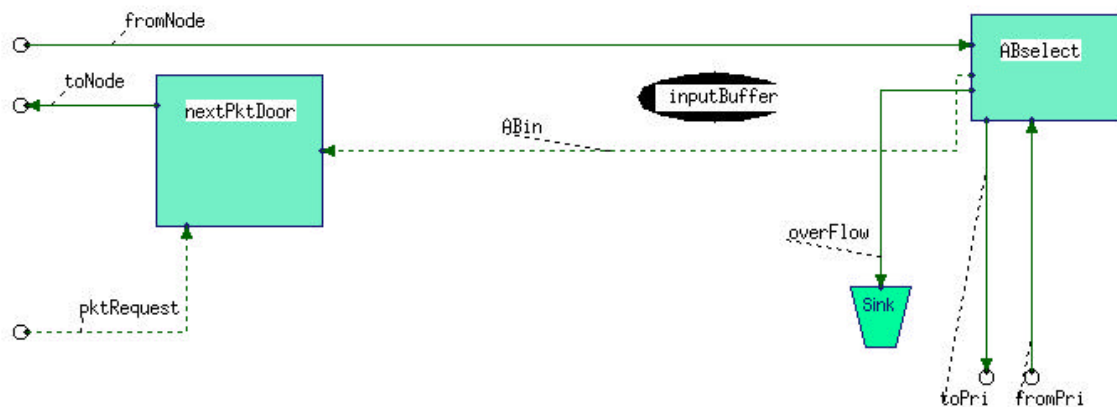 fromNode
ABselect
toNode
inputBuffer
nextPktDoor
ABin
overFlow
Sink
pktRequest
toPri
fromPri